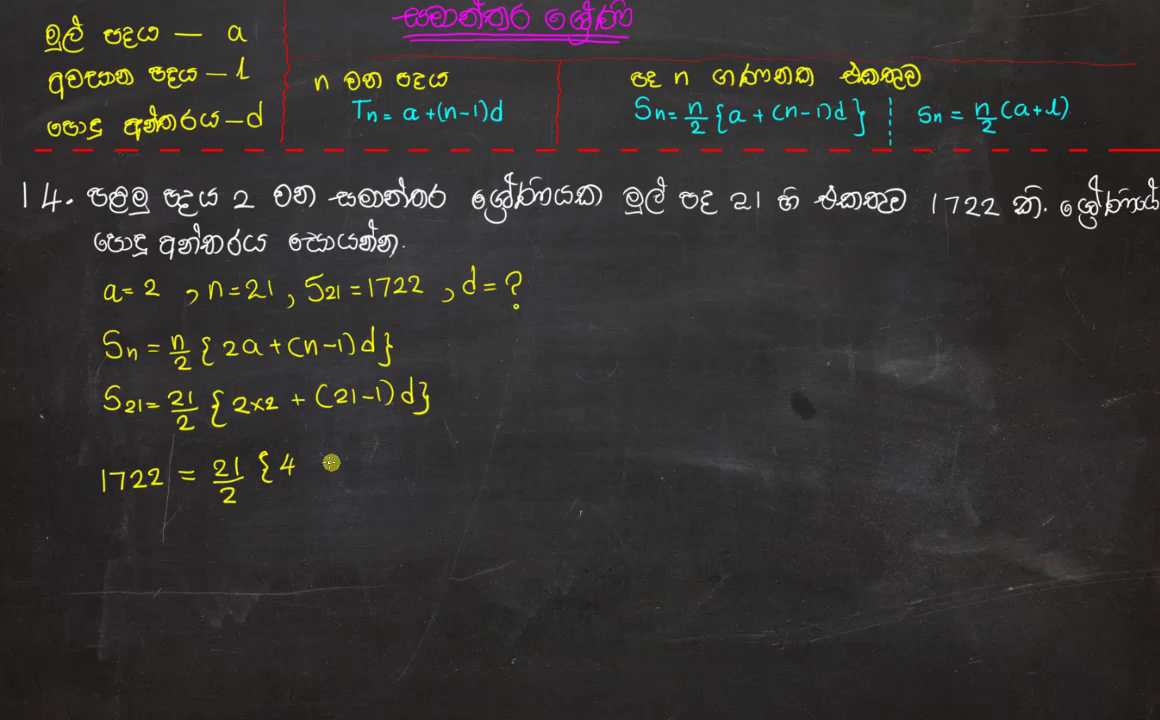 සමාන්තර ශ්‍රේණි
මුල් පදය — a
අවසාන පදය – l
පොදු අන්තරය – d
n වන පදය
Tn = a + (n-1)d
පද n ගණනක එකතුව
Sn = n/2 {a + (n-1)d}
Sn = n/2 (a+l)
14. පළමු පදය 2 වන සමාන්තර ශ්‍රේණියක මුල් පද 21 හි එකතුව 1722 කි. ශ්‍රේණියේ
පොදු අන්තරය සොයන්න.
a = 2 , n = 21 , S21 = 1722 , d = ?
Sn = n/2 { 2a + (n-1)d}
S21 = 21/2 { 2×2 + (21-1)d}
1722 = 21/2 { 4